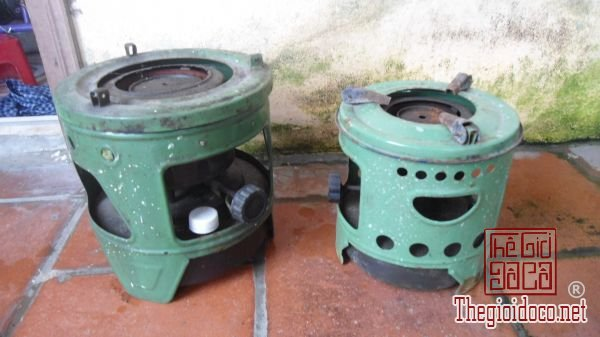 Thế Giới
Đồ Cổ
®
Thegioidoco.net